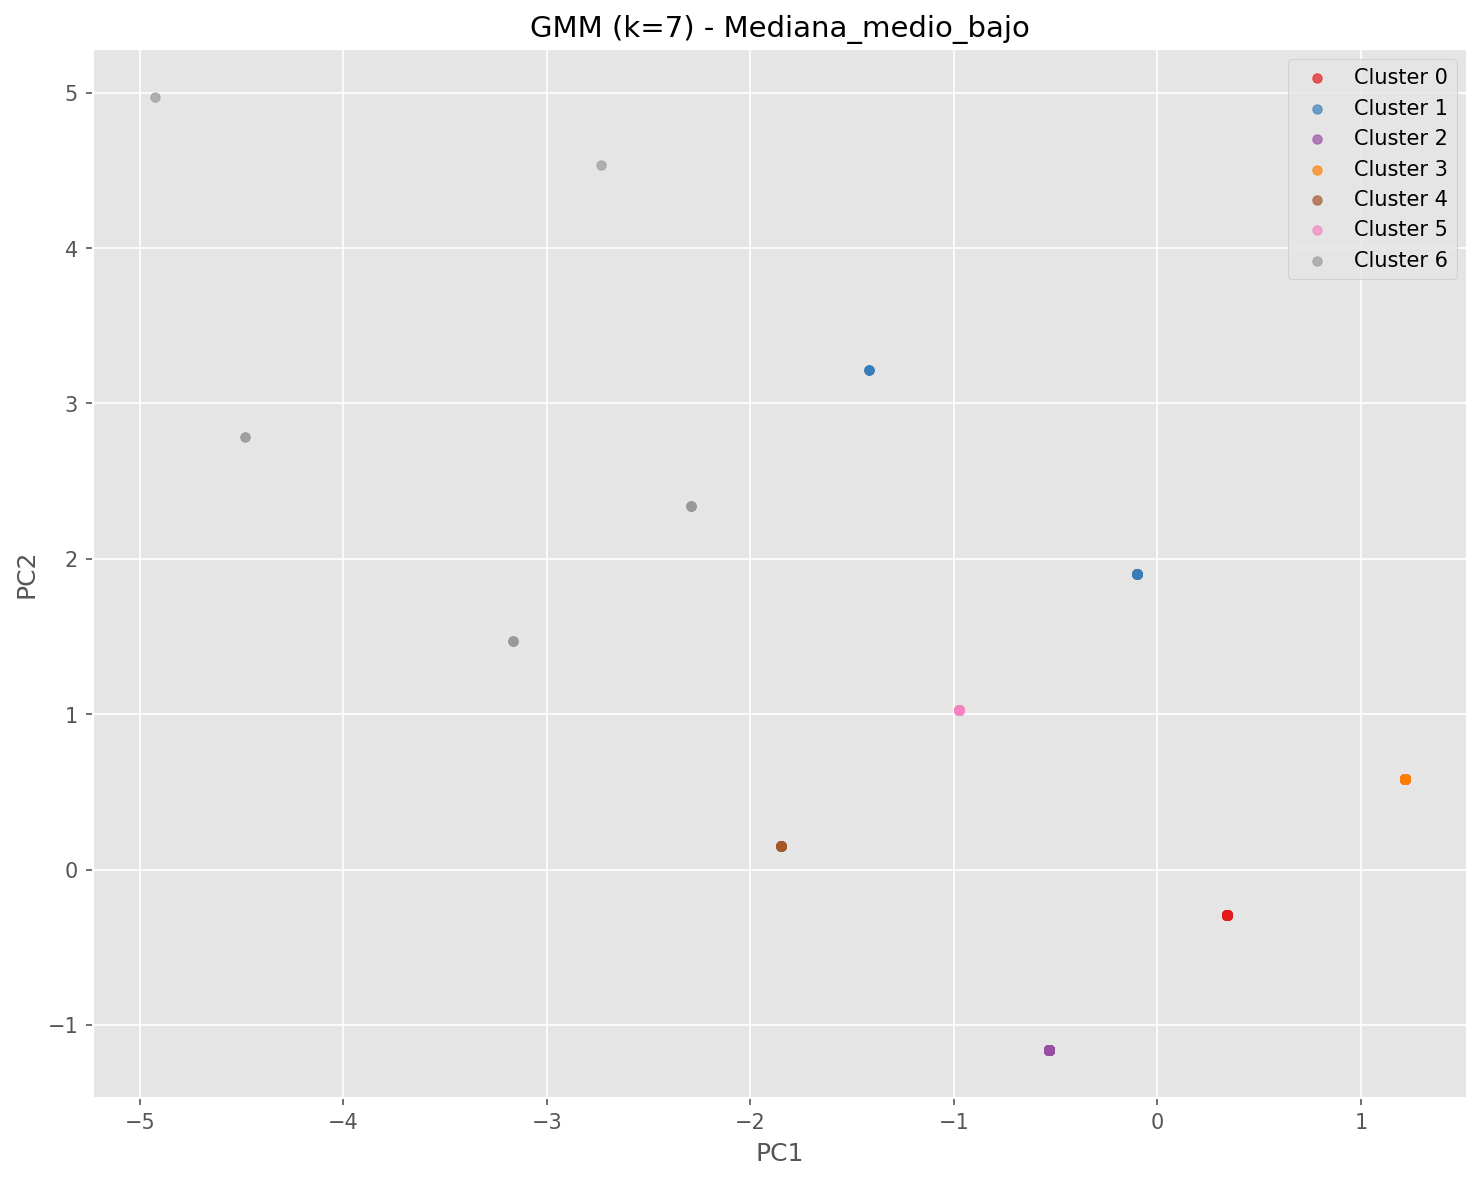 GMM (k=7) - Mediana_medio_bajo
Cluster 0
Cluster 1
Cluster 2
Cluster 3
Cluster 4
Cluster 5
Cluster 6
5
4
3
2
1
0
−1
PC2
−5
−4
−3
−2
−1
0
1
PC1